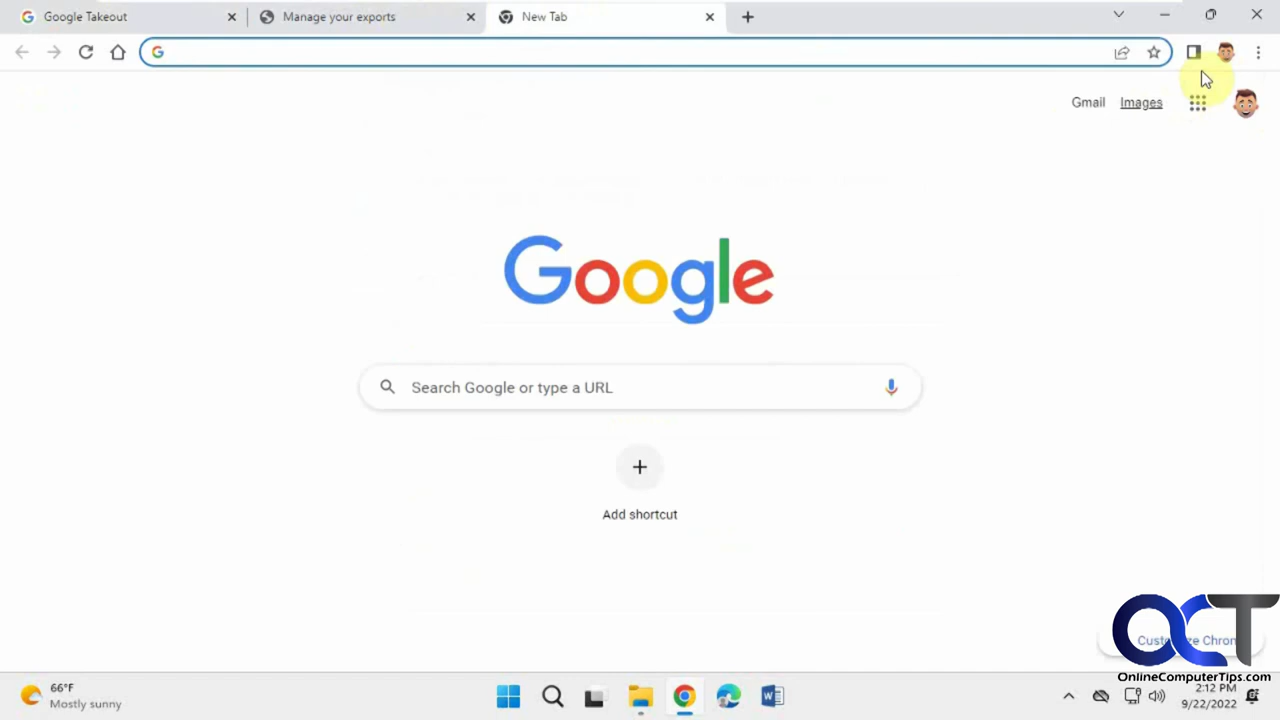 Google Takeout
Manage your exports
New Tab
Gmail
Images
Google
Search Google or type a URL
Add shortcut
OCT
OnlineComputerTips.com
66°F
Mostly sunny
2:12 PM
9/22/2022